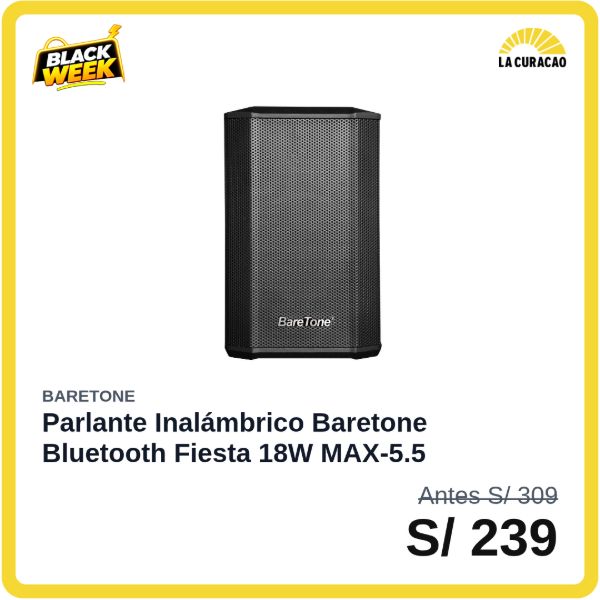 BLACK
WEEK
LA CURACAO
BareTone
BARETONE
Parlante Inalámbrico Baretone
Bluetooth Fiesta 18W MAX-5.5
Antes S/ 309
S/ 239